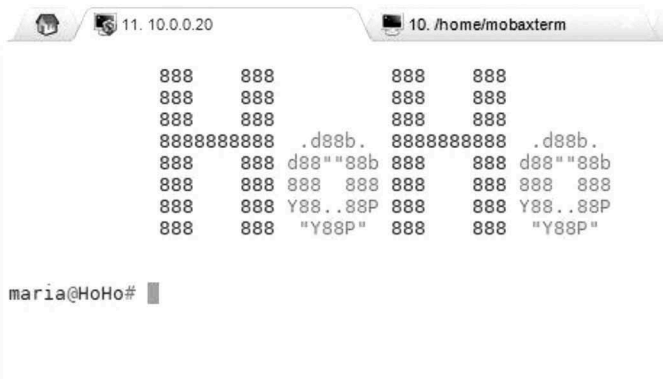 11. 10.0.0.20
10. /home/mobaxterm
888     888             888     888
888     888             888     888
888     888             888     888
8888888888  .d88b.  8888888888  .d88b.
888     888 d88""88b 888     888 d88""88b
888     888 888  888 888     888 888  888
888     888 Y88..88P 888     888 Y88..88P
888     888  "Y88P"  888     888  "Y88P"
maria@HoHo#